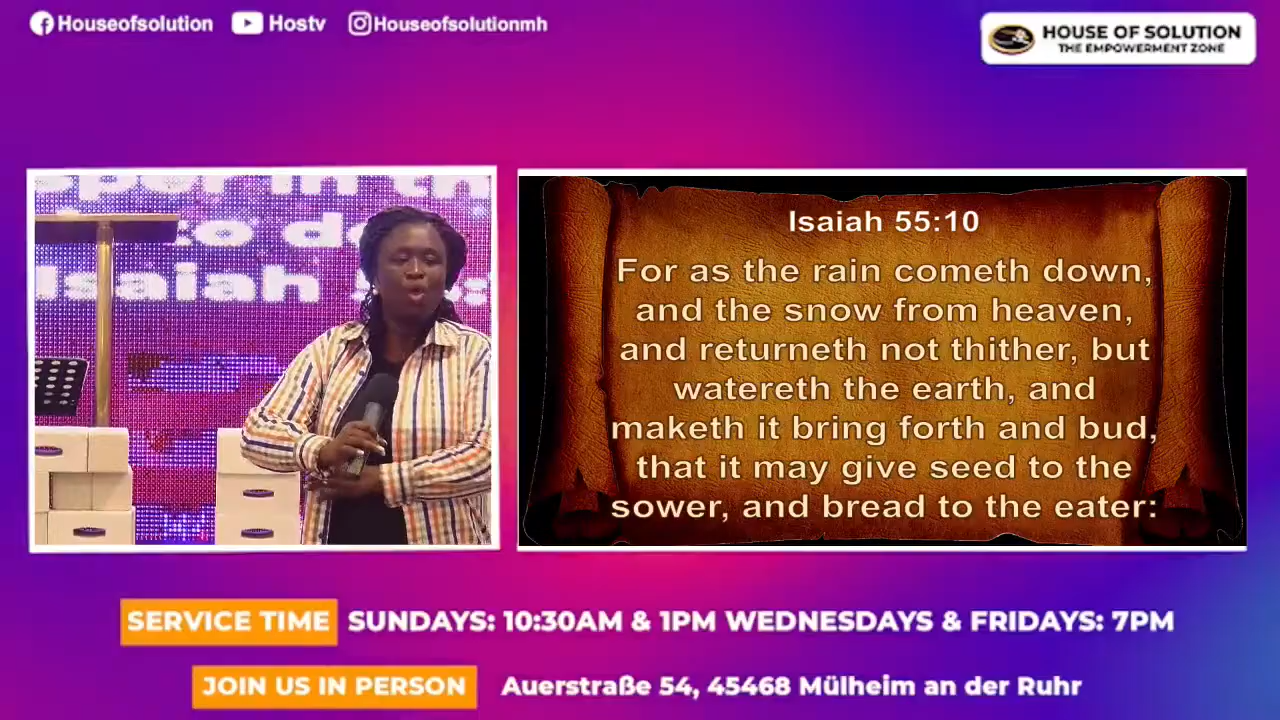 Houseofsolution Hostv Houseofsolutionmh
HOUSE OF SOLUTION
THE EMPOWERMENT ZONE
to do
Isaiah
Isaiah 55:10
For as the rain cometh down,
and the snow from heaven,
and returneth not thither, but
watereth the earth, and
maketh it bring forth and bud,
that it may give seed to the
sower, and bread to the eater:
SERVICE TIME SUNDAYS: 10:30AM & 1PM WEDNESDAYS & FRIDAYS: 7PM
JOIN US IN PERSON Auerstraße 54, 45468 Mülheim an der Ruhr